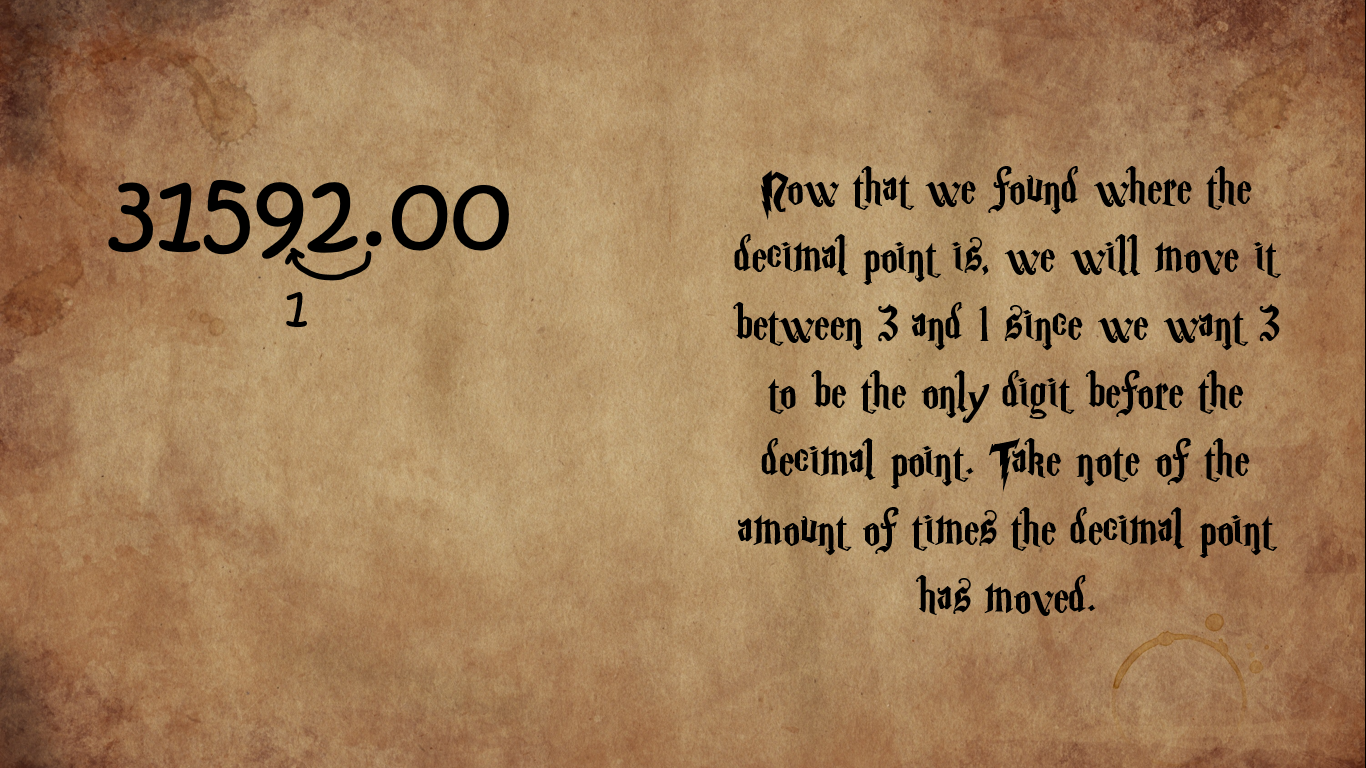 31592.00
1
Now that we found where the
decimal point is, we will move it
between 3 and 1 since we want 3
to be the only digit before the
decimal point. Take note of the
amount of times the decimal point
has moved.